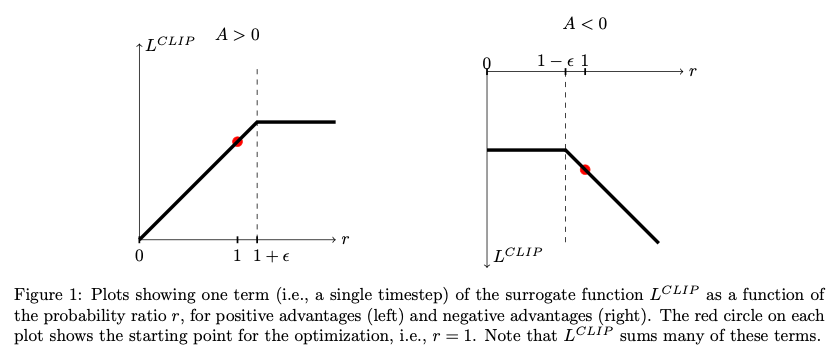 L^{CLIP} A > 0
0 1 1 + ϵ r
A < 0
0 1 − ϵ 1 r
L^{CLIP}
Figure 1: Plots showing one term (i.e., a single timestep) of the surrogate function L^{CLIP} as a function of
the probability ratio r, for positive advantages (left) and negative advantages (right). The red circle on each
plot shows the starting point for the optimization, i.e., r = 1. Note that L^{CLIP} sums many of these terms.